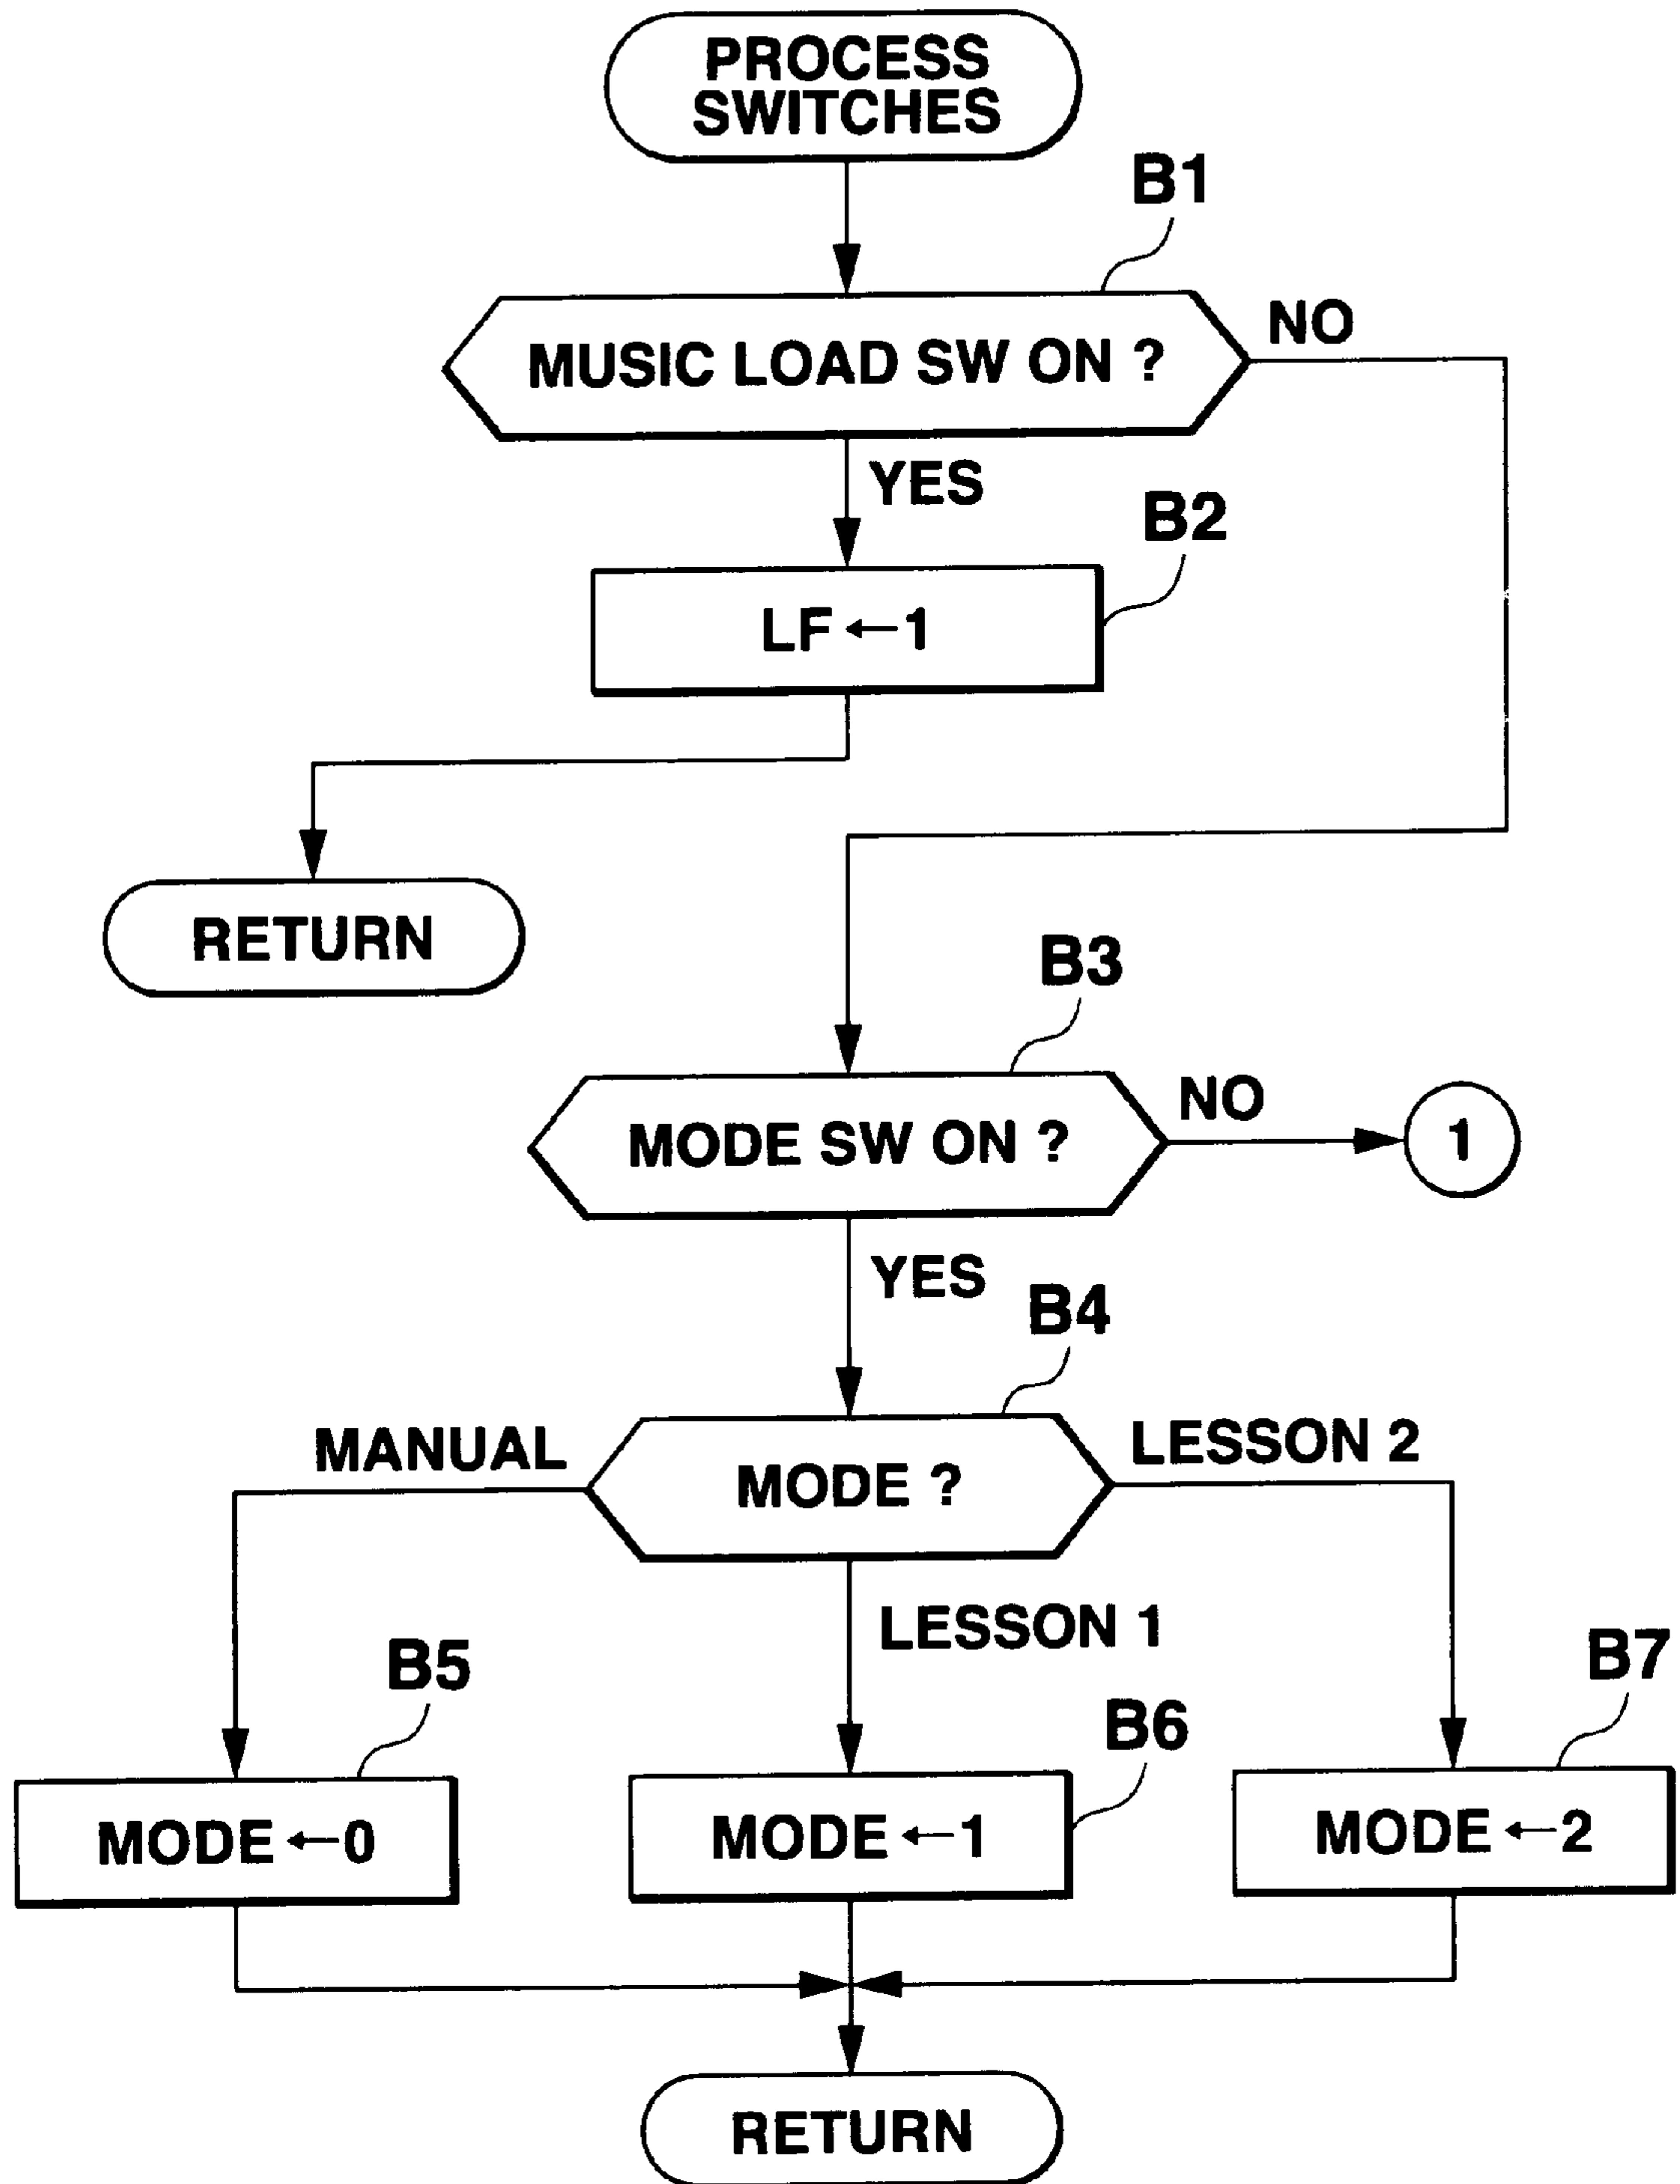 PROCESS
SWITCHES
B1
MUSIC LOAD SW ON ?
NO
YES
B2
LF←1
RETURN
B3
MODE SW ON ?
NO
1
YES
B4
MANUAL
MODE ?
LESSON 2
LESSON 1
B5
B6
B7
MODE←0
MODE←1
MODE←2
RETURN